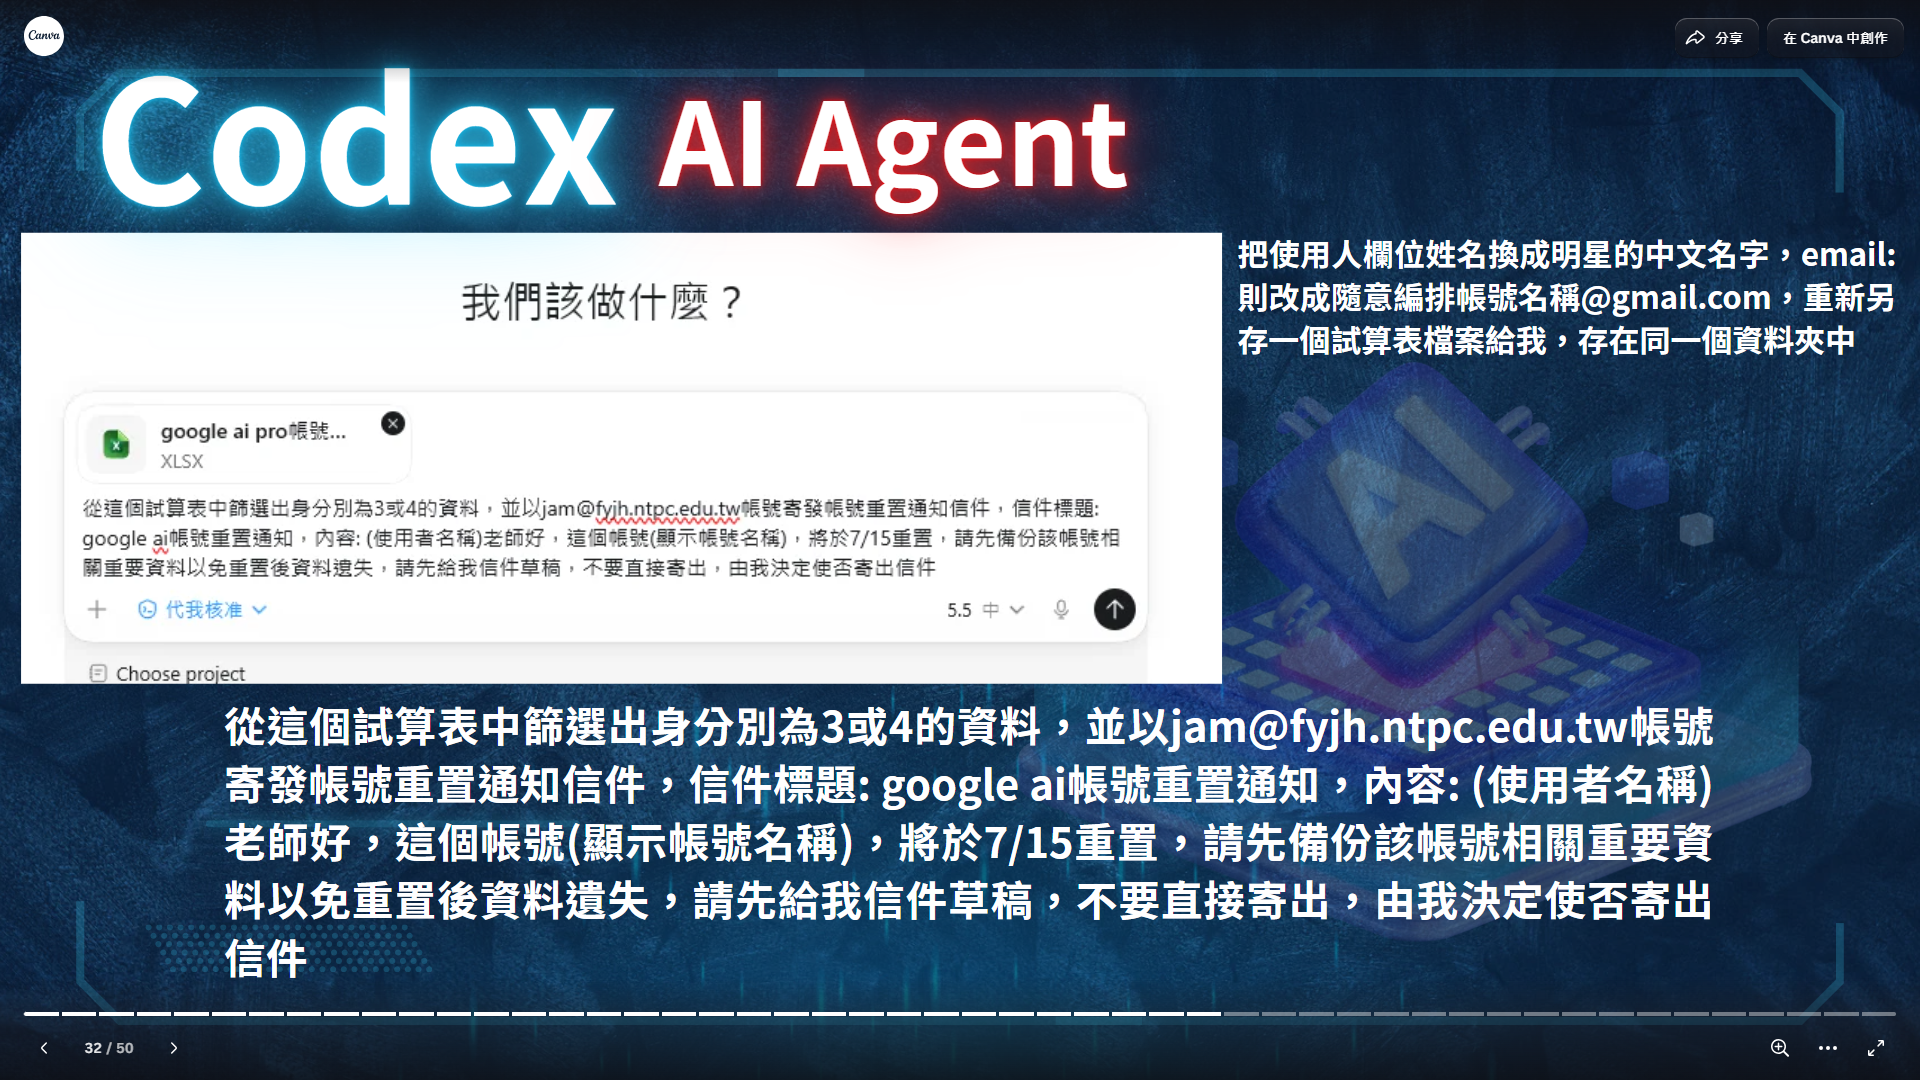 Canva
分享
在 Canva 中創作
Codex AI Agent
我們該做什麼？
google ai pro帳號...
XLSX
從這個試算表中篩選出身分別為3或4的資料，並以jam@fyjh.ntpc.edu.tw帳號寄發帳號重置通知信件，信件標題:
google ai帳號重置通知，內容: (使用者名稱)老師好，這個帳號(顯示帳號名稱)，將於7/15重置，請先備份該帳號相
關重要資料以免重置後資料遺失，請先給我信件草稿，不要直接寄出，由我決定使否寄出信件
代我核准
5.5 中
Choose project
把使用人欄位姓名換成明星的中文名字，email:
則改成隨意編排帳號名稱@gmail.com，重新另
存一個試算表檔案給我，存在同一個資料夾中
AI
從這個試算表中篩選出身分別為3或4的資料，並以jam@fyjh.ntpc.edu.tw帳號
寄發帳號重置通知信件，信件標題: google ai帳號重置通知，內容: (使用者名稱)
老師好，這個帳號(顯示帳號名稱)，將於7/15重置，請先備份該帳號相關重要資
料以免重置後資料遺失，請先給我信件草稿，不要直接寄出，由我決定使否寄出
信件
32 / 50